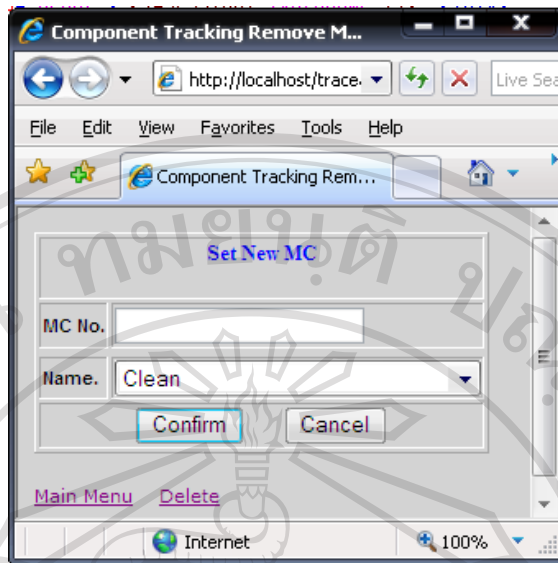 Component Tracking Remove M...
http://localhost/trace.
Live Sea
File Edit View Favorites Tools Help
Component Tracking Rem...
Set New MC
MC No.
Name. Clean
Confirm Cancel
Main Menu Delete
Internet 100%